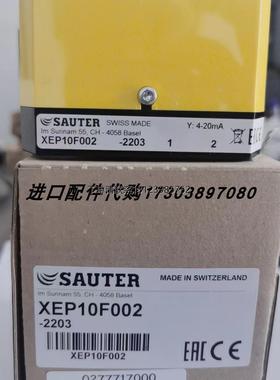 SAUTER
SWISS MADE
Y: 4-20mA
Im Surinam 55, CH - 4058 Basel
XEP10F002
-2203
1
2
进口配件代购17303897080
SAUTER
MADE IN SWITZERLAND
Im Surinam 55, CH - 4058 Basel
XEP10F002
-2203
XEP10F002
EAC CE
0377717000